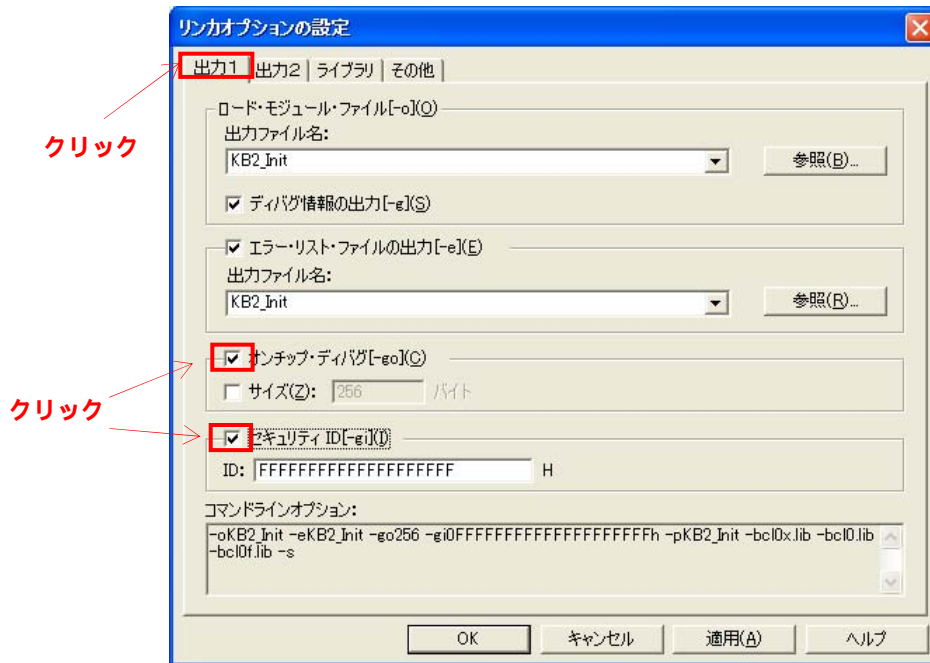 リンカオプションの設定
出力1 出力2 ライブラリ その他
クリック
ロード・モジュール・ファイル[-o](O)
出力ファイル名:
KB2_Init
参照(B)...
ディバグ情報の出力[-g](S)
エラー・リスト・ファイルの出力[-e](E)
出力ファイル名:
KB2_Init
参照(R)...
オンチップ・ディバグ[-go](C)
サイズ(Z): 256 バイト
クリック
セキュリティ ID[-gi](I)
ID: FFFFFFFFFFFFFFFFFFFF H
コマンドラインオプション:
-oKB2_Init -eKB2_Init -go256 -gi0FFFFFFFFFFFFFFFFFFFFh -pKB2_Init -bcl0x.lib -bcl0.lib
-bcl0f.lib -s
OK キャンセル 適用(A) ヘルプ